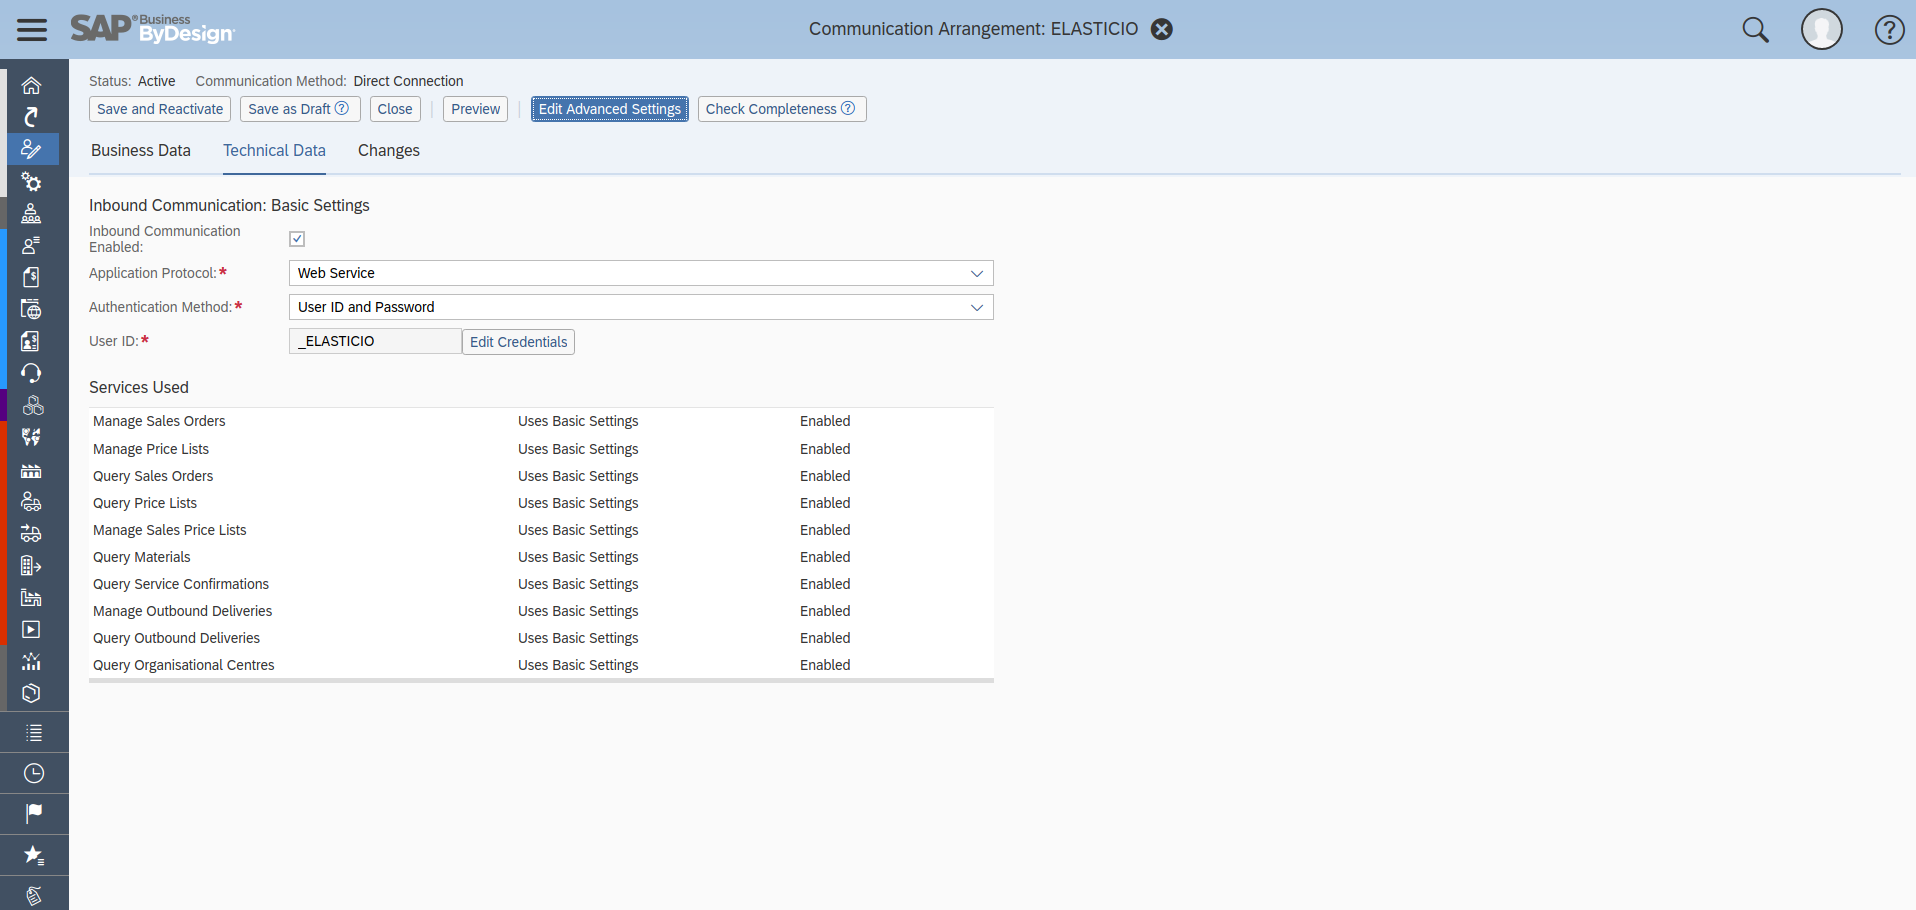 SAP Business ByDesign
Communication Arrangement: ELASTICIO
Status: Active Communication Method: Direct Connection
Save and Reactivate Save as Draft Close Preview Edit Advanced Settings Check Completeness
Business Data Technical Data Changes
Inbound Communication: Basic Settings
Inbound Communication
Enabled:
Application Protocol:* Web Service
Authentication Method:* User ID and Password
User ID:* _ELASTICIO Edit Credentials
Services Used
Manage Sales Orders Uses Basic Settings Enabled
Manage Price Lists Uses Basic Settings Enabled
Query Sales Orders Uses Basic Settings Enabled
Query Price Lists Uses Basic Settings Enabled
Manage Sales Price Lists Uses Basic Settings Enabled
Query Materials Uses Basic Settings Enabled
Query Service Confirmations Uses Basic Settings Enabled
Manage Outbound Deliveries Uses Basic Settings Enabled
Query Outbound Deliveries Uses Basic Settings Enabled
Query Organisational Centres Uses Basic Settings Enabled